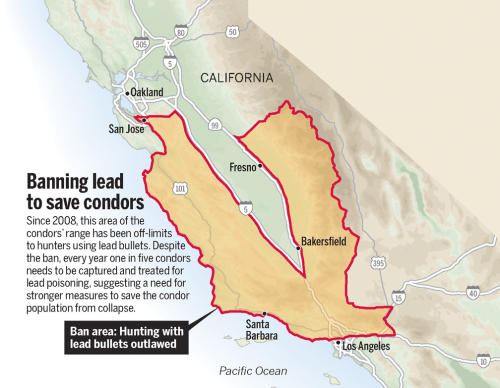 80
505
50
5
CALIFORNIA
Oakland
San Jose
99
Fresno
Banning lead
to save condors
Since 2008, this area of the
condors' range has been off-limits
to hunters using lead bullets. Despite
the ban, every year one in five condors
needs to be captured and treated for
lead poisoning, suggesting a need for
stronger measures to save the condor
population from collapse.
101
5
Bakersfield
395
15
40
Ban area: Hunting with
lead bullets outlawed
Santa
Barbara
Los Angeles
10
Pacific Ocean